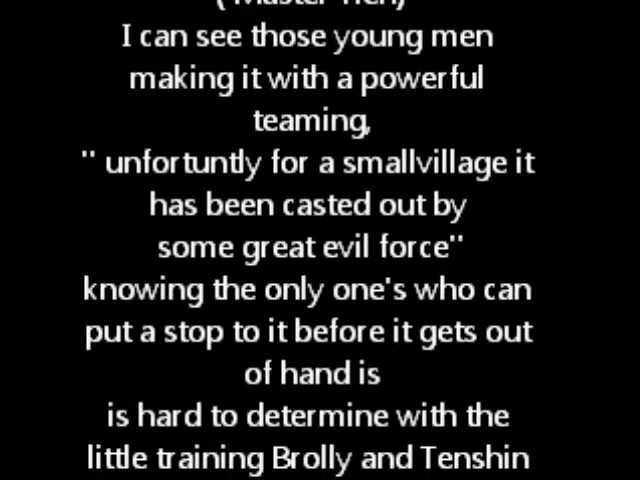 I can see those young men
making it with a powerful
teaming,
" unfortuntly for a smallvillage it
has been casted out by
some great evil force"
knowing the only one's who can
put a stop to it before it gets out
of hand is
is hard to determine with the
little training Brolly and Tenshin